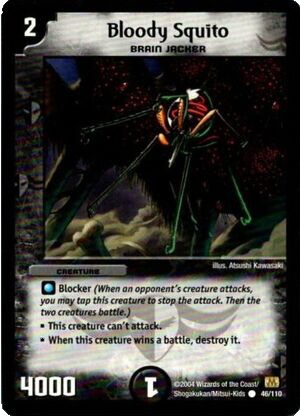 2
Bloody Squito
BRAIN JACKER
illus. Atsushi Kawasaki
CREATURE
Blocker (When an opponent's creature attacks,
you may tap this creature to stop the attack. Then the
two creatures battle.)
▪ This creature can't attack.
▪ When this creature wins a battle, destroy it.
4000
©2004 Wizards of the Coast/
Shogakukan/Mitsui-Kids ● 46/110